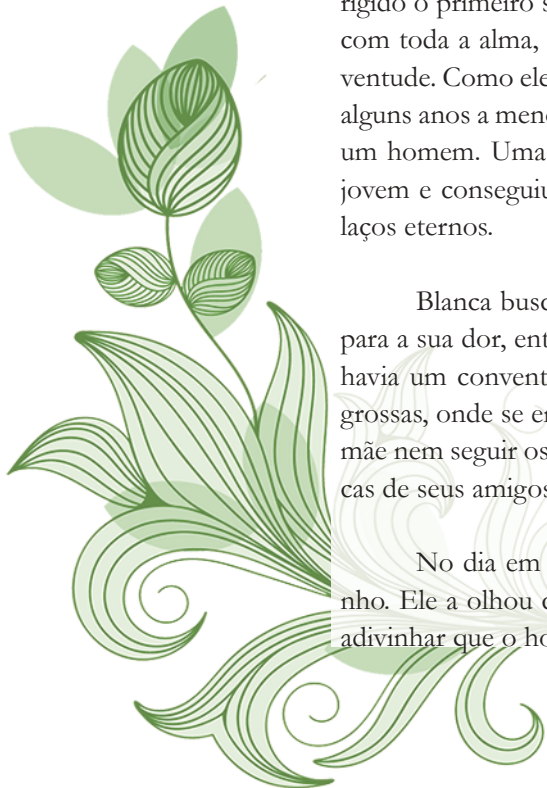 rigido o primeiro s
com toda a alma,
ventude. Como ele
alguns anos a meno
um homem. Uma
jovem e conseguiu
laços eternos.
Blanca busc
para a sua dor, ent
havia um convent
grossas, onde se en
mãe nem seguir os
cas de seus amigos
No dia em
nho. Ele a olhou c
adivinhar que o ho